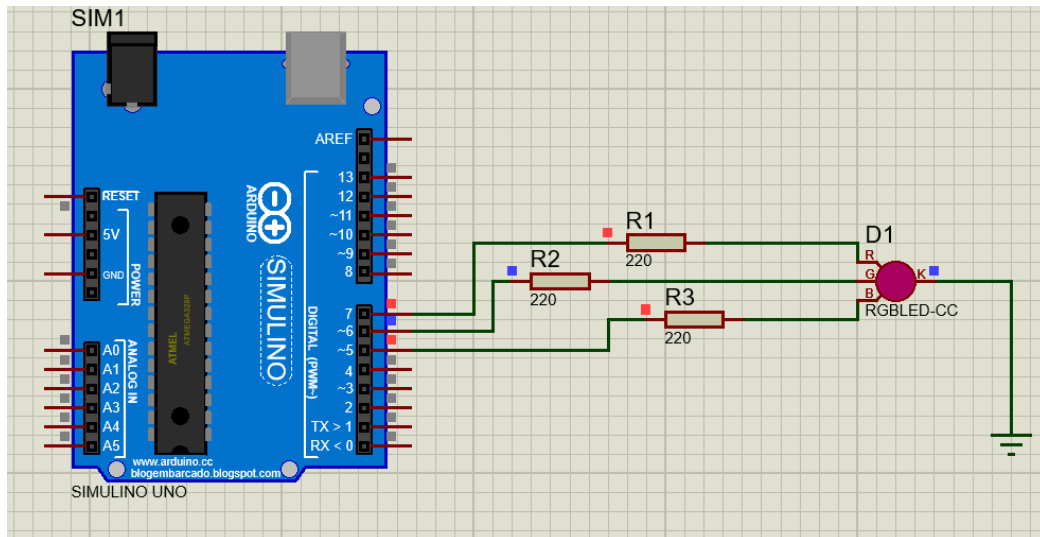 SIM1
AREF
13
12
~11
~10
~9
8
7
~6
~5
4
~3
2
TX > 1
RX < 0
DIGITAL (PWM~)
ARDUINO
SIMULINO
RESET
5V
GND
POWER
A0
A1
A2
A3
A4
A5
ANALOG IN
ATMEL
ATMEGA328P
www.arduino.cc
blogembarcado.blogspot.com
SIMULINO UNO
R1
220
R2
220
R3
220
D1
R
G
B
K
RGBLED-CC